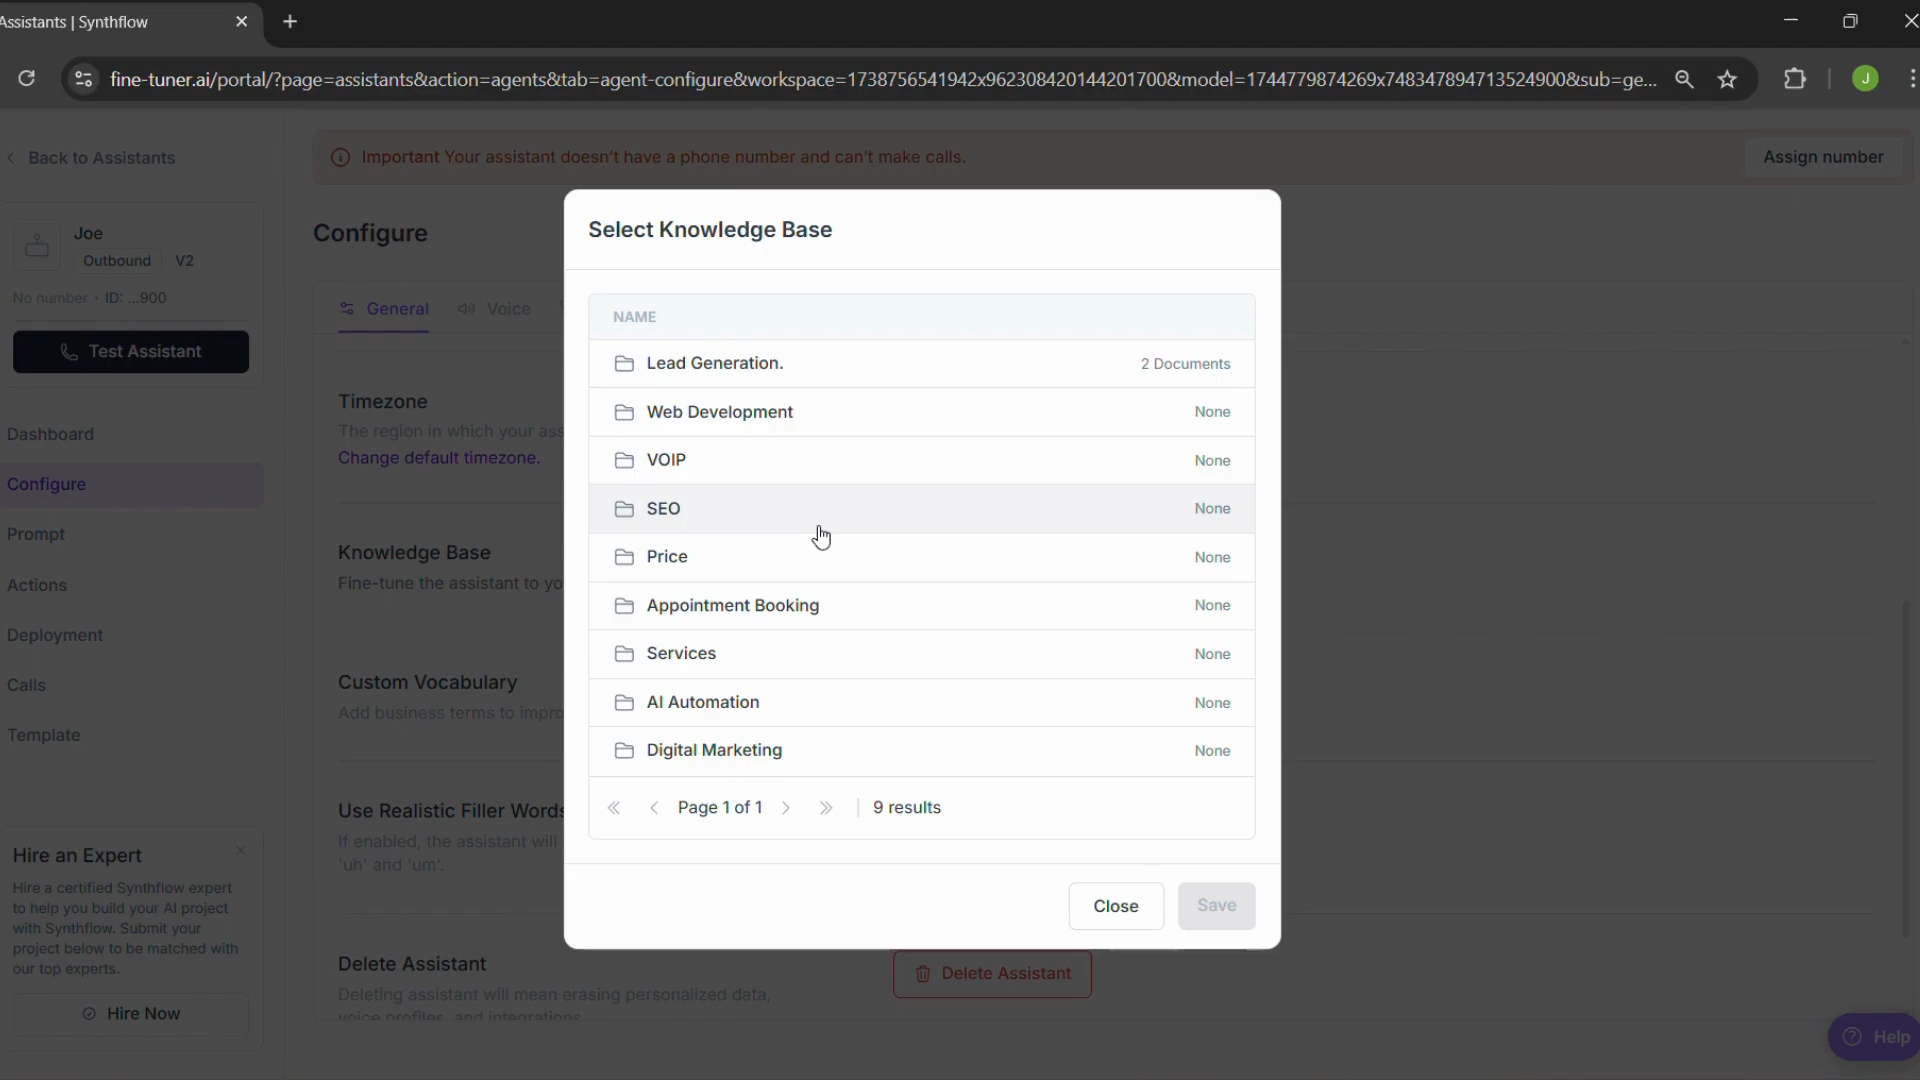 Assistants | Synthflow
fine-tuner.ai/portal/?page=assistants&action=agents&tab=agent-configure&workspace=1738756541942x962308420144201700&model=1744779874269x748347894713524900&sub=ge...
J
Back to Assistants
Important Your assistant doesn't have a phone number and can't make calls.
Assign number
Joe
Outbound V2
No number • ID: ...900
Test Assistant
Dashboard
Configure
Prompt
Actions
Deployment
Calls
Template
Hire an Expert
Hire a certified Synthflow expert
to help you build your AI project
with Synthflow. Submit your
project below to be matched with
our top experts.
Hire Now
Configure
General Voice
Timezone
The region in which your ass
Change default timezone.
Knowledge Base
Fine-tune the assistant to yo
Custom Vocabulary
Add business terms to impro
Use Realistic Filler Words
If enabled, the assistant will
'uh' and 'um'.
Delete Assistant
Deleting assistant will mean erasing personalized data,
voice profiles, and integrations.
Delete Assistant
Select Knowledge Base
NAME
Lead Generation. 2 Documents
Web Development None
VOIP None
SEO None
Price None
Appointment Booking None
Services None
AI Automation None
Digital Marketing None
Page 1 of 1 9 results
Close Save
Help